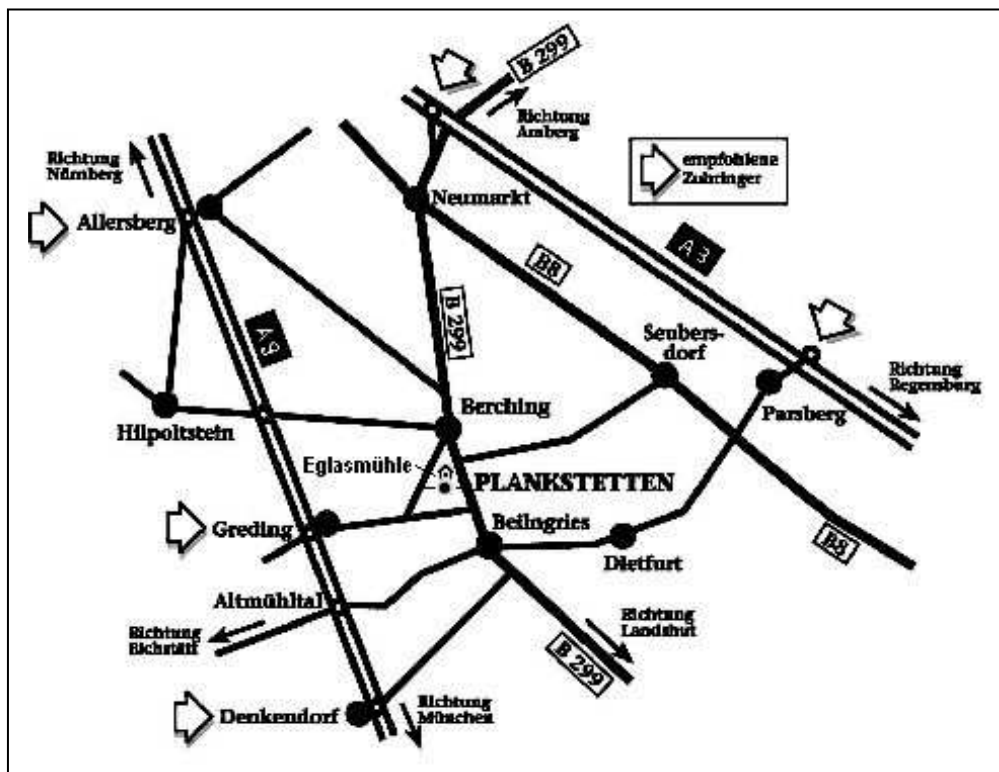 B 299
Richtung
Amberg
empfohlene
Zubringer
Richtung
Nürnberg
Allersberg
Neumarkt
A 3
B8
B 299
A 9
Seubers-
dorf
Richtung
Regensburg
Parsberg
Berching
Hilpoltstein
Eglasmühle
PLANKSTETTEN
Greding
Beilngries
Dietfurt
B8
Altmühltal
Richtung
Eichstätt
Richtung
Landshut
B 299
Denkendorf
Richtung
München